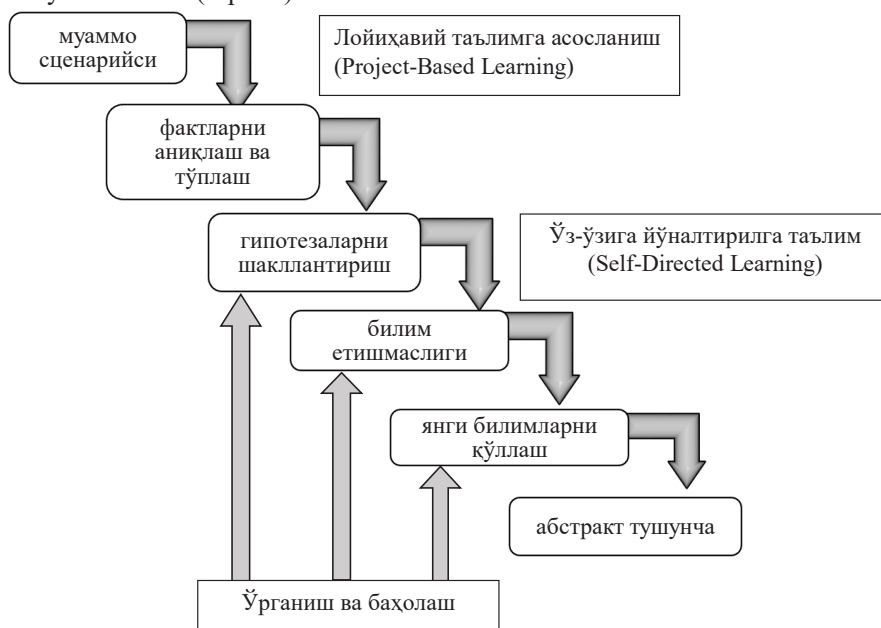 муаммо
сценарийси
Лойиҳавий таълимга асосланиш
(Project-Based Learning)
фактларни
аниқлаш ва
тўплаш
гипотезаларни
шакллантириш
Ўз-ўзига йўналтирилга таълим
(Self-Directed Learning)
билим
етишмаслиги
янги билимларни
қўллаш
абстракт тушунча
Ўрганиш ва баҳолаш